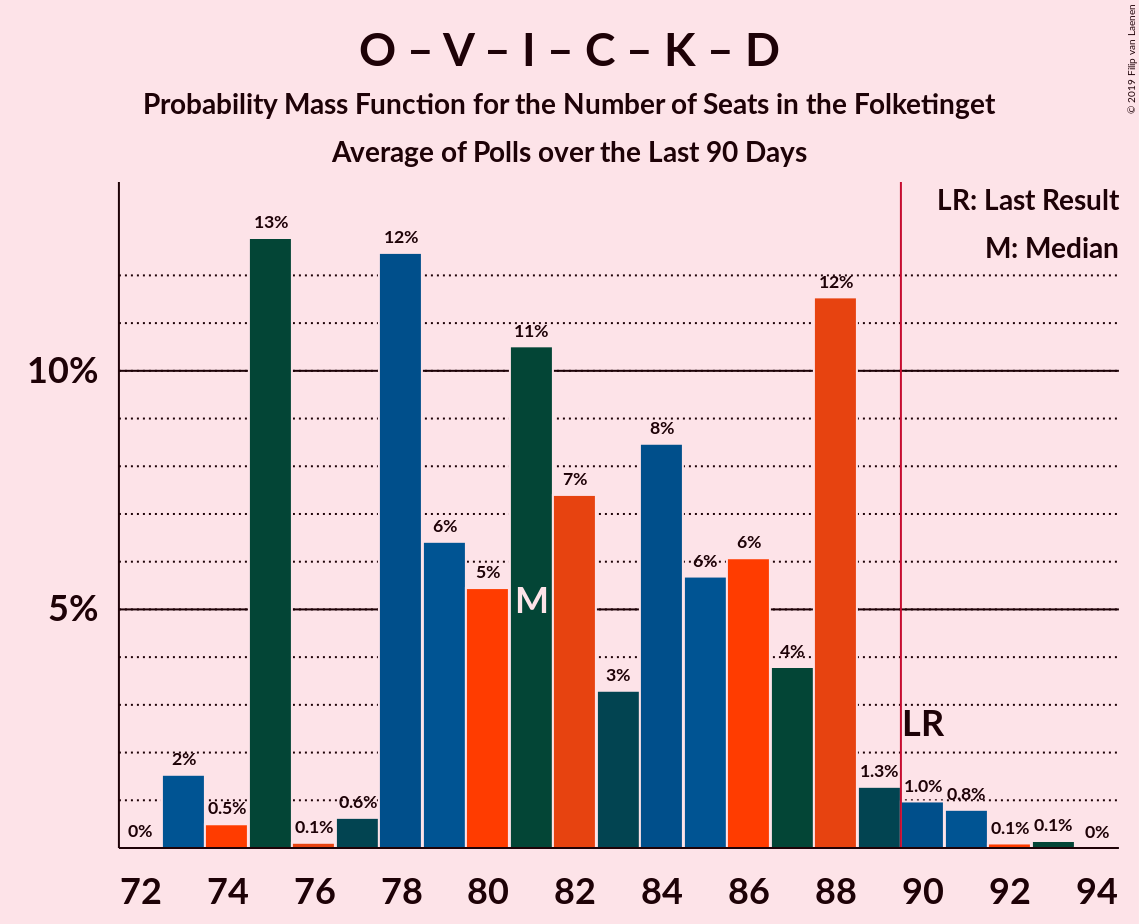 O – V – I – C – K – D
Probability Mass Function for the Number of Seats in the Folketinget
Average of Polls over the Last 90 Days
© 2019 Filip van Laenen
LR: Last Result
M: Median
10%
5%
0%
2%
0.5%
13%
0.1%
0.6%
12%
6%
5%
11%
7%
3%
8%
6%
6%
4%
12%
1.3%
1.0%
0.8%
0.1%
0.1%
0%
M
LR
72 74 76 78 80 82 84 86 88 90 92 94